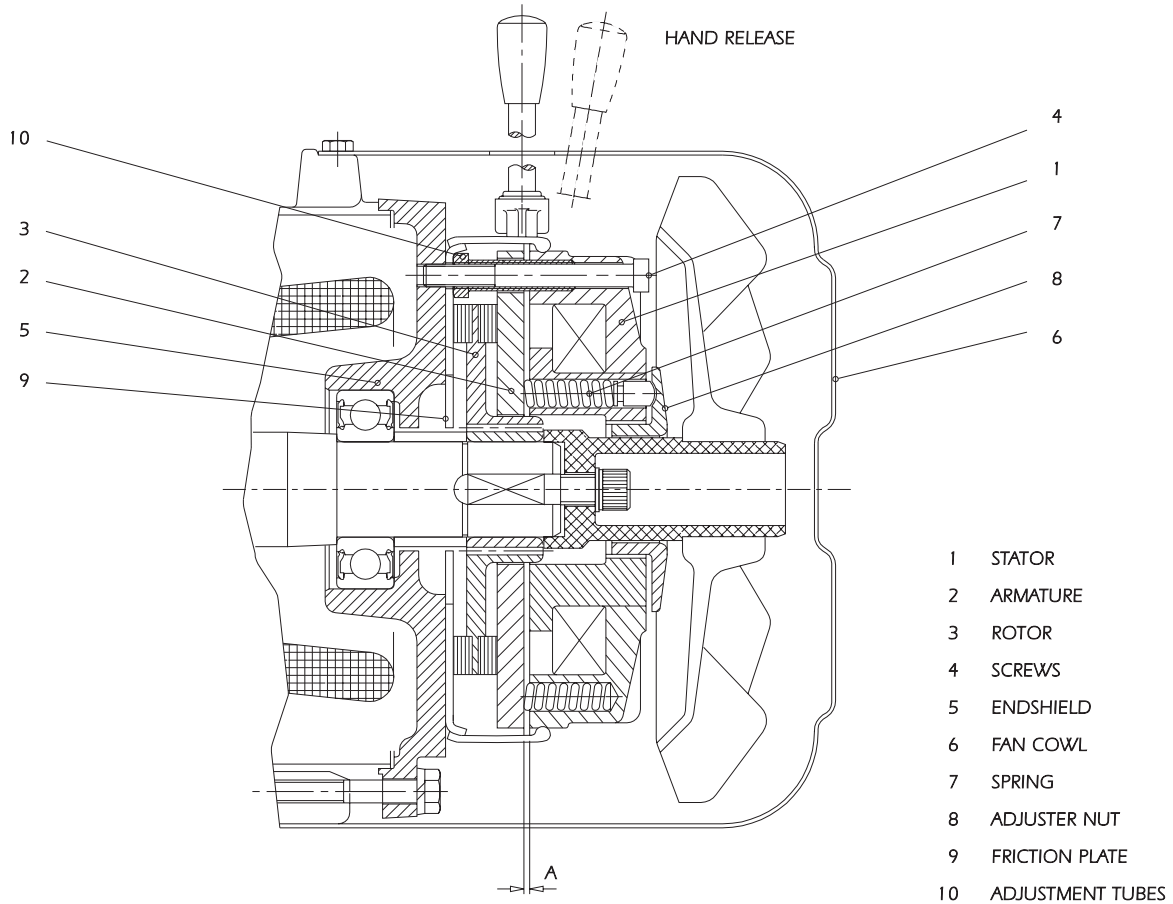 HAND RELEASE
10
3
2
5
9
4
1
7
8
6
A
1 STATOR
2 ARMATURE
3 ROTOR
4 SCREWS
5 ENDSHIELD
6 FAN COWL
7 SPRING
8 ADJUSTER NUT
9 FRICTION PLATE
10 ADJUSTMENT TUBES